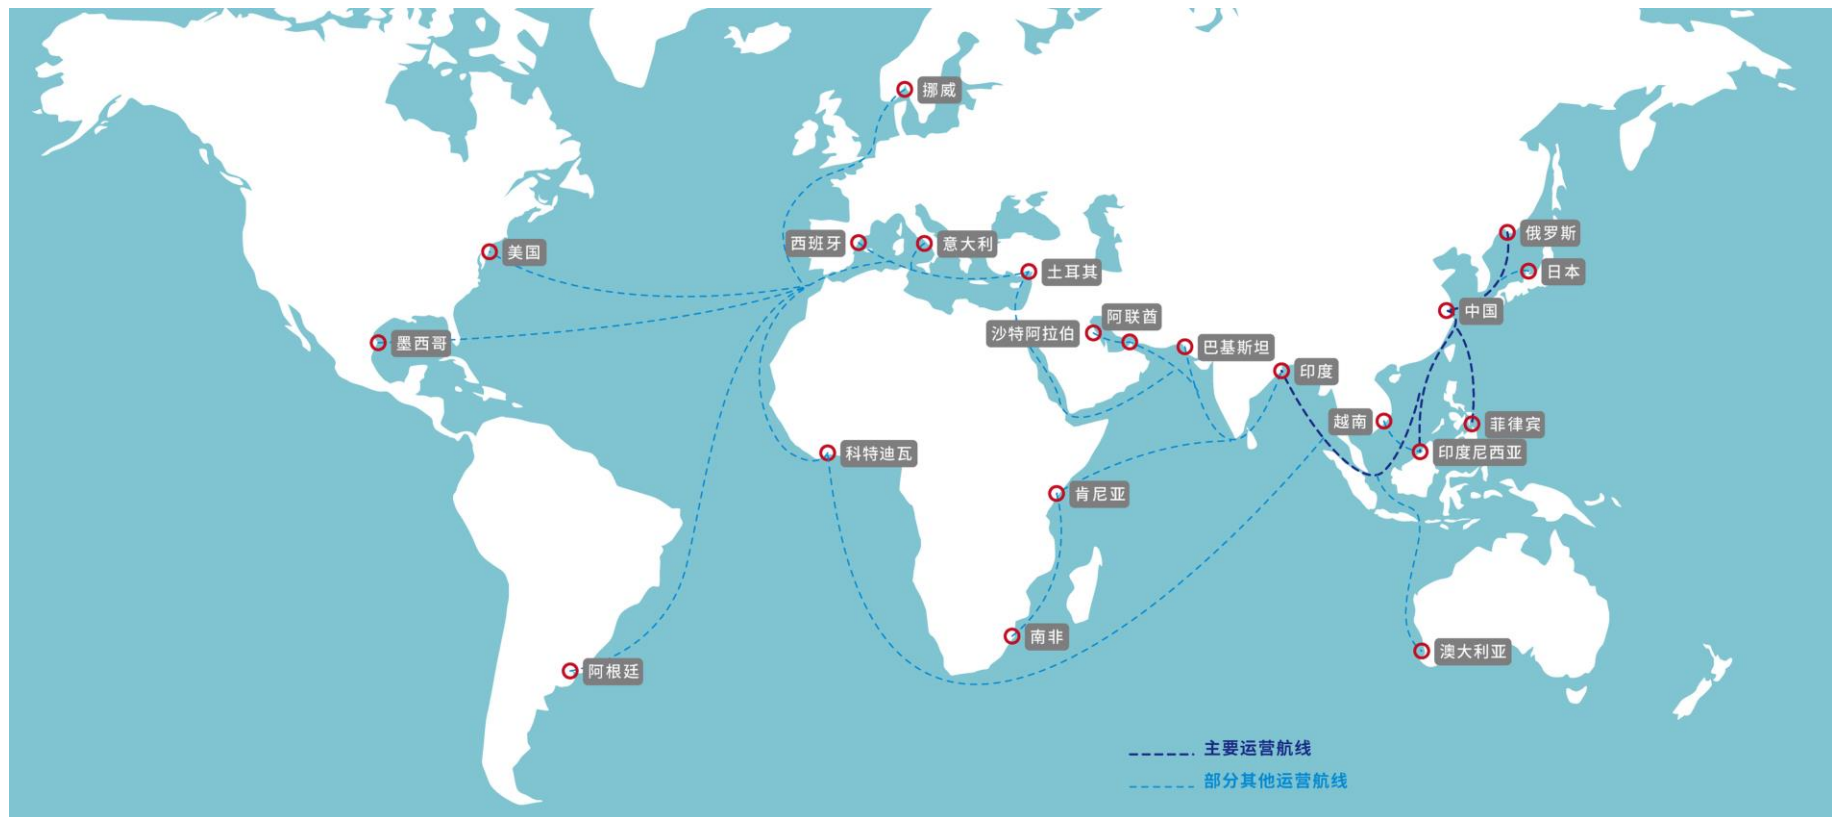 挪威
俄罗斯
西班牙
意大利
美国
土耳其
日本
中国
阿联酋
沙特阿拉伯
墨西哥
巴基斯坦
印度
越南
菲律宾
科特迪瓦
印度尼西亚
肯尼亚
南非
澳大利亚
阿根廷
主要运营航线
部分其他运营航线